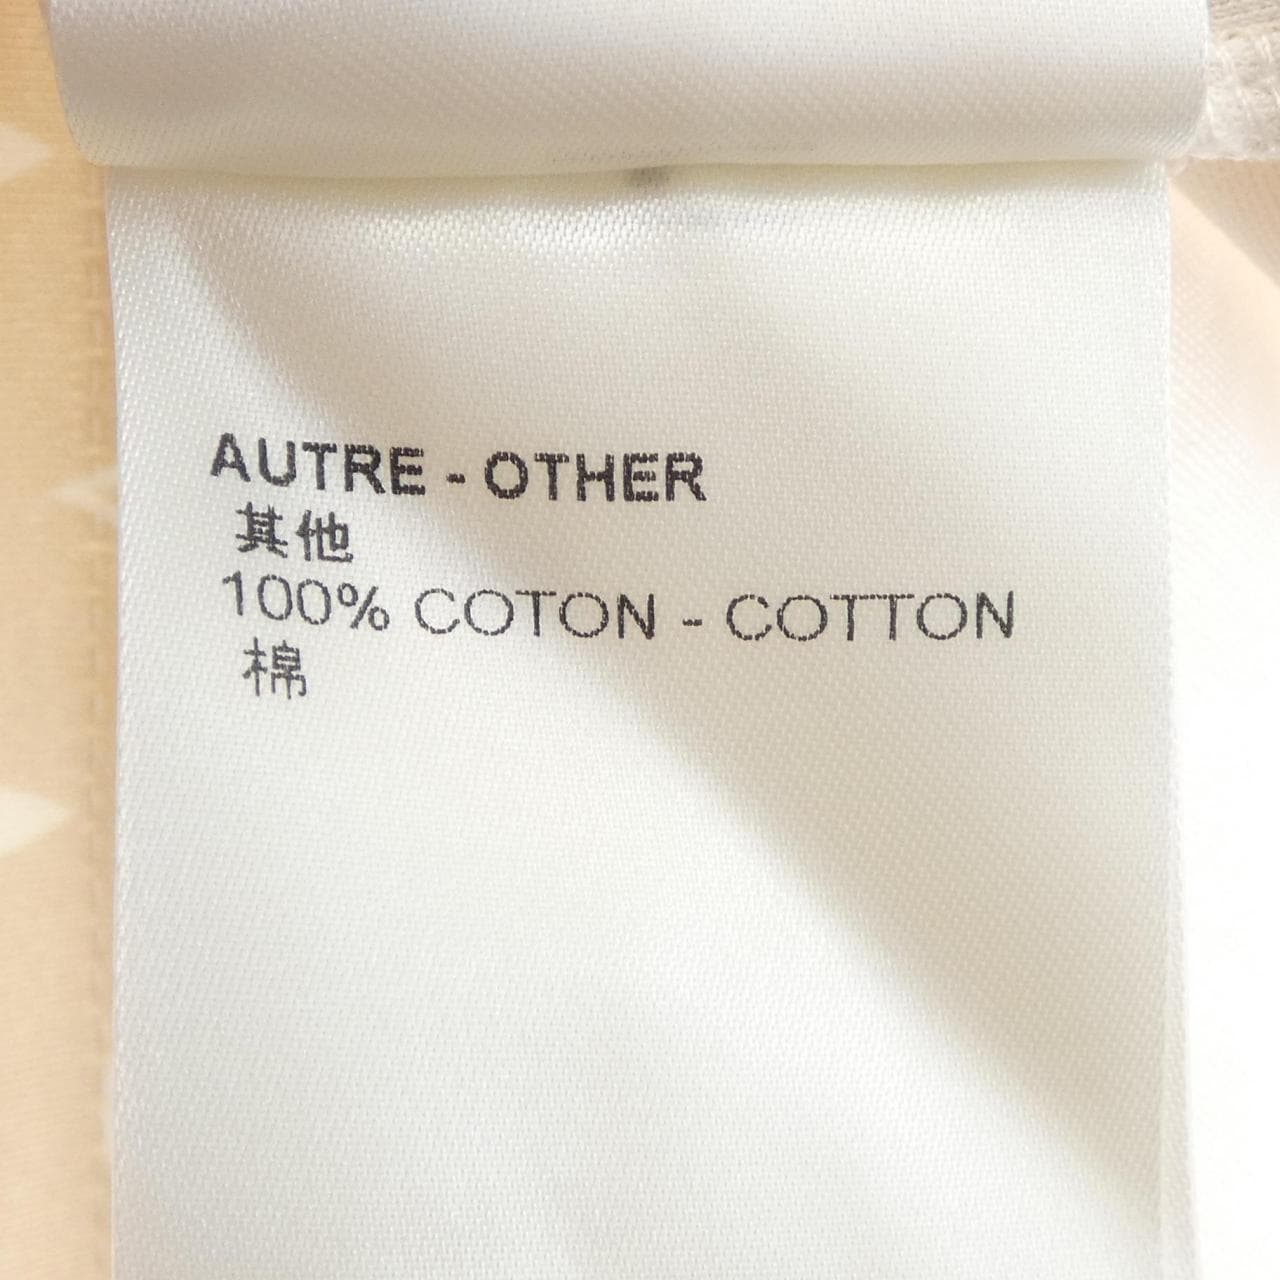 AUTRE - OTHER
其他
100% COTON - COTTON
棉